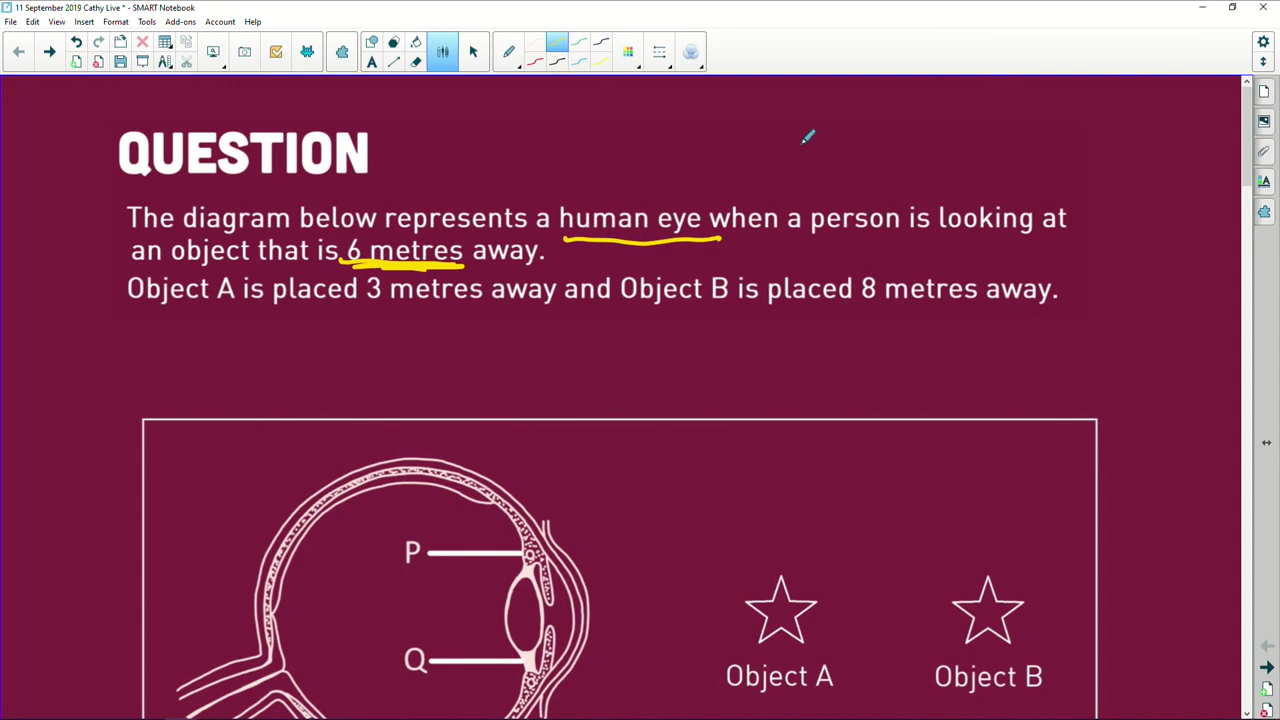 11 September 2019 Cathy Live * - SMART Notebook
File Edit View Insert Format Tools Add-ons Account Help
QUESTION
The diagram below represents a human eye when a person is looking at
an object that is 6 metres away.
Object A is placed 3 metres away and Object B is placed 8 metres away.
P
Q
Object A
Object B